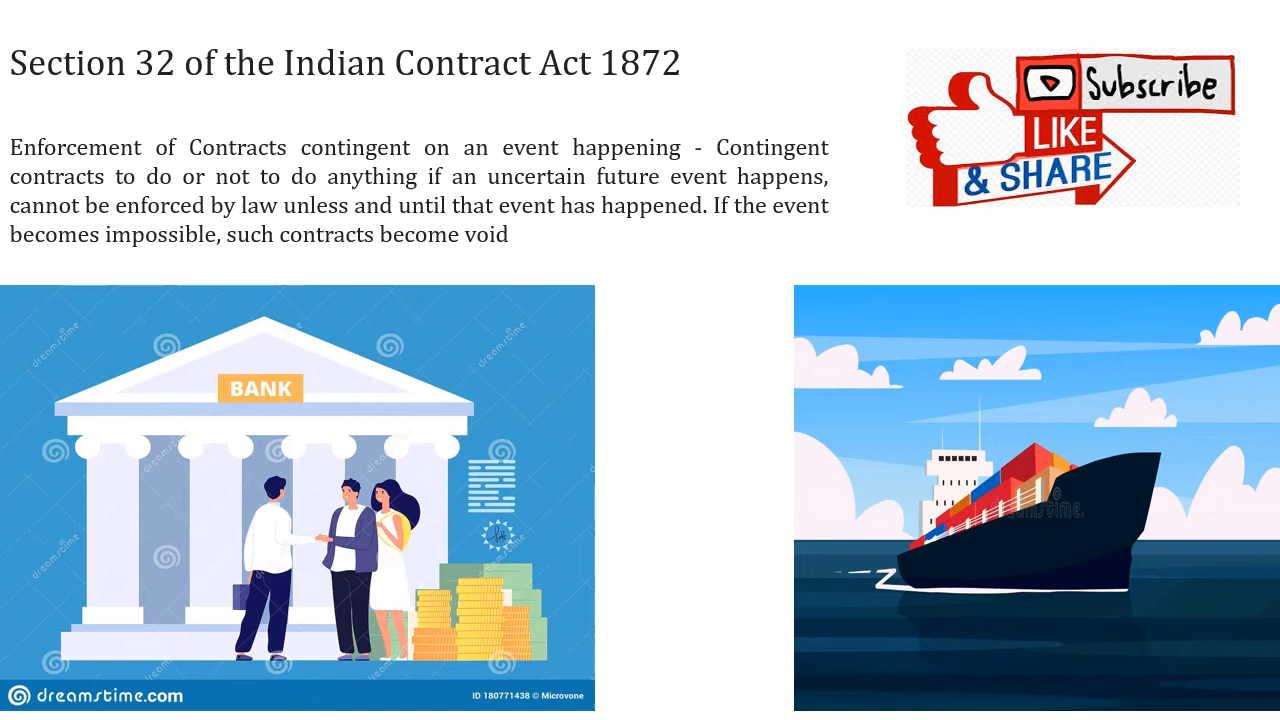 Section 32 of the Indian Contract Act 1872
Subscribe
LIKE
& SHARE
Enforcement of Contracts contingent on an event happening - Contingent
contracts to do or not to do anything if an uncertain future event happens,
cannot be enforced by law unless and until that event has happened. If the event
becomes impossible, such contracts become void
BANK
dreamstime.com
ID 180771438 © Microvone